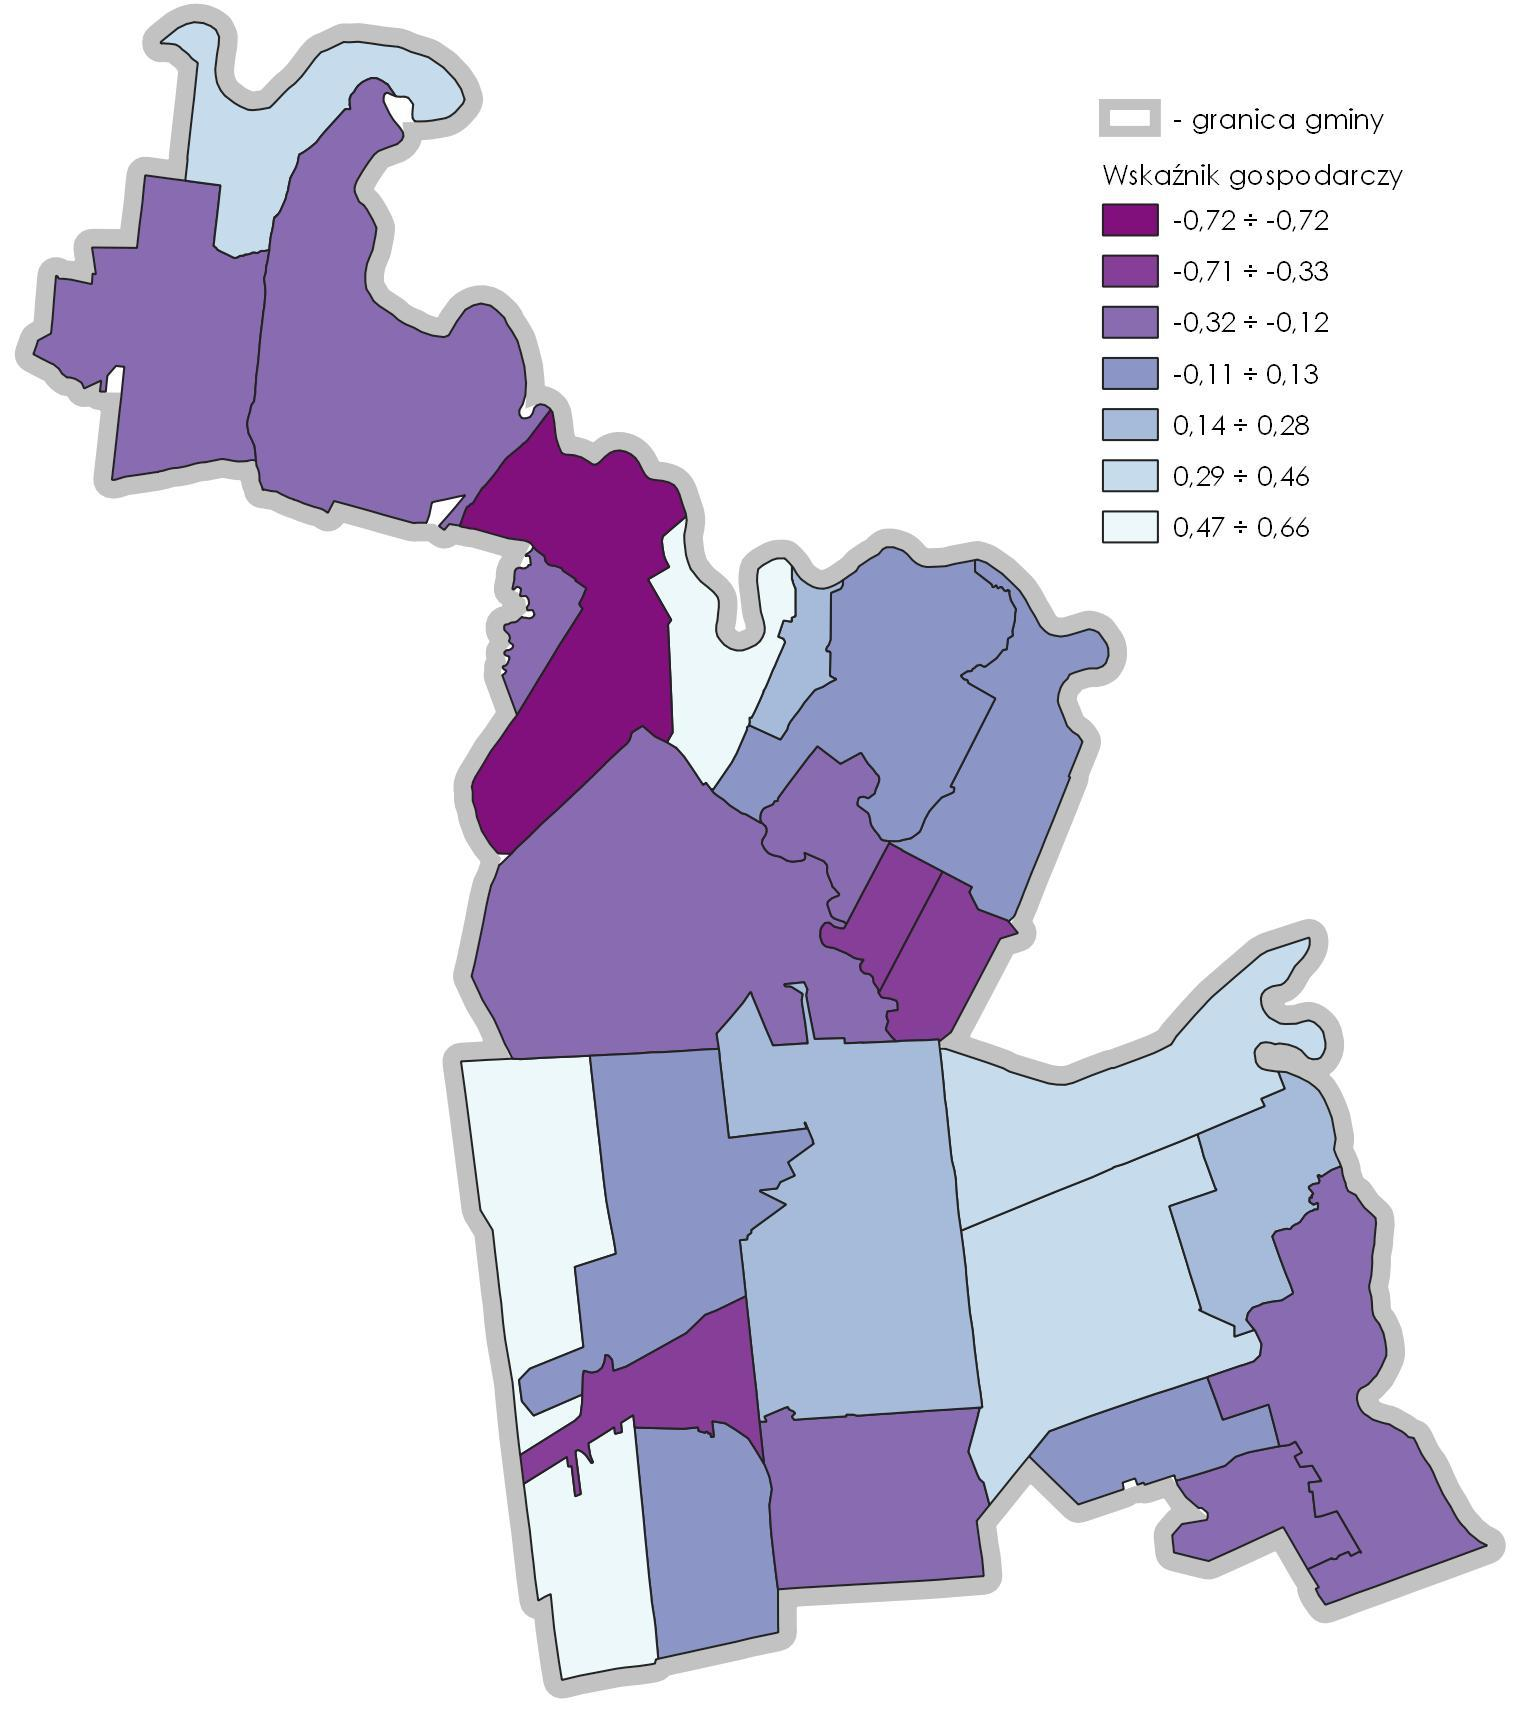 - granica gminy
Wskaźnik gospodarczy
-0,72 ÷ -0,72
-0,71 ÷ -0,33
-0,32 ÷ -0,12
-0,11 ÷ 0,13
0,14 ÷ 0,28
0,29 ÷ 0,46
0,47 ÷ 0,66